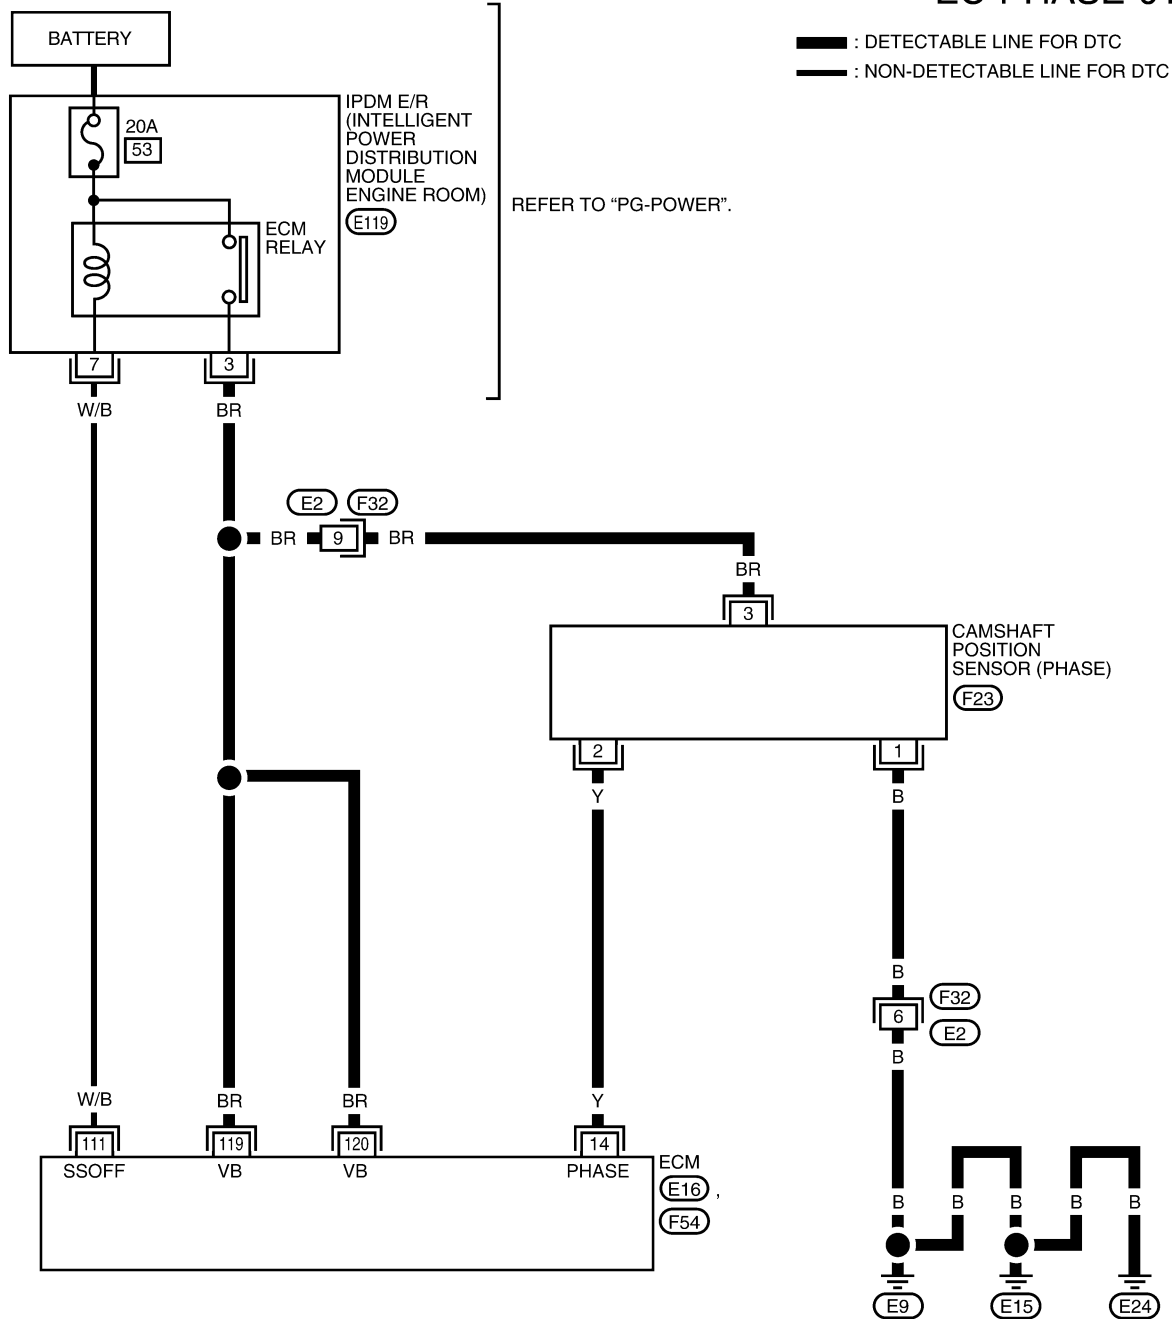 BATTERY
: DETECTABLE LINE FOR DTC
: NON-DETECTABLE LINE FOR DTC
20A
53
IPDM E/R
(INTELLIGENT
POWER
DISTRIBUTION
MODULE
ENGINE ROOM)
E119
REFER TO “PG-POWER”.
ECM
RELAY
7
3
W/B
BR
E2
F32
BR
9
BR
BR
3
CAMSHAFT
POSITION
SENSOR (PHASE)
F23
2
1
Y
B
B
F32
6
E2
B
W/B
BR
BR
Y
111
119
120
14
SSOFF
VB
VB
PHASE
ECM
E16 ,
F54
B
B
B
B
B
E9
E15
E24